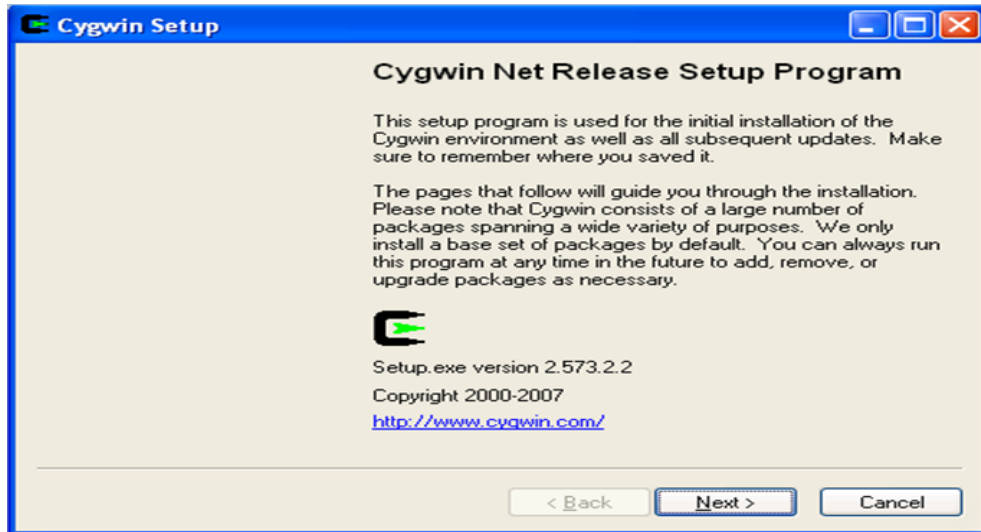 Cygwin Setup
Cygwin Net Release Setup Program
This setup program is used for the initial installation of the
Cygwin environment as well as all subsequent updates. Make
sure to remember where you saved it.
The pages that follow will guide you through the installation.
Please note that Cygwin consists of a large number of
packages spanning a wide variety of purposes. We only
install a base set of packages by default. You can always run
this program at any time in the future to add, remove, or
upgrade packages as necessary.
Setup.exe version 2.573.2.2
Copyright 2000-2007
http://www.cygwin.com/
< Back Next > Cancel